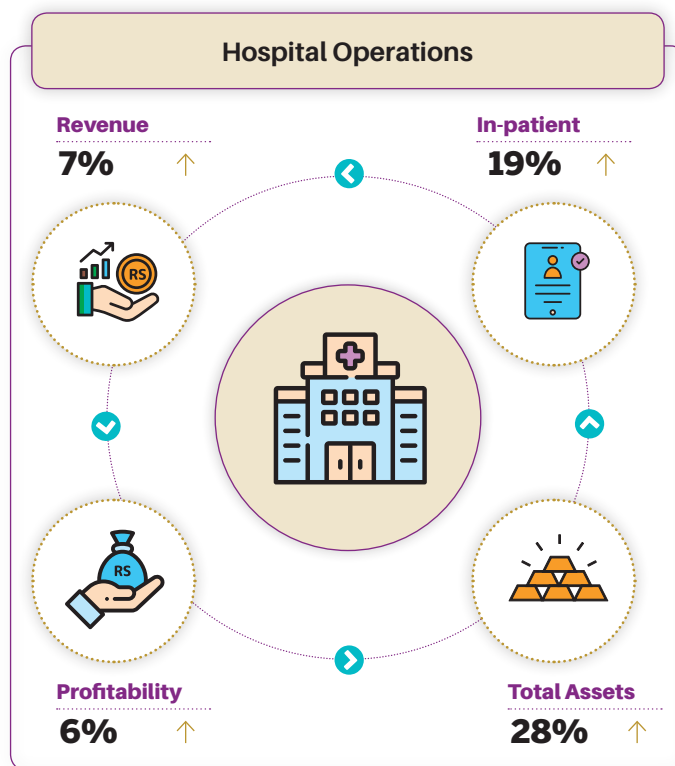 Hospital Operations
Revenue
7% ↑
In-patient
19% ↑
RS
RS
Profitability
6% ↑
Total Assets
28% ↑